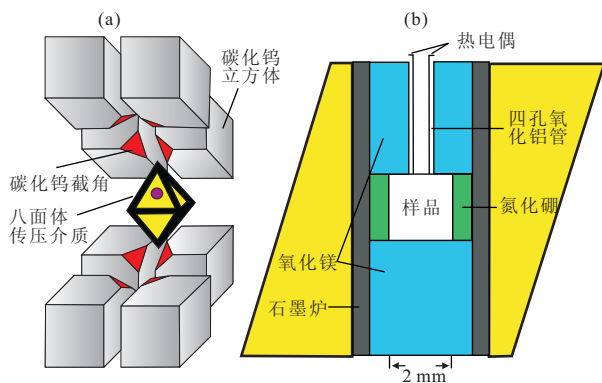 (a)
碳化钨
立方体
碳化钨截角
八面体
传压介质
(b)
热电偶
四孔氧
化铝管
样品
氮化硼
氧化镁
石墨炉
2 mm